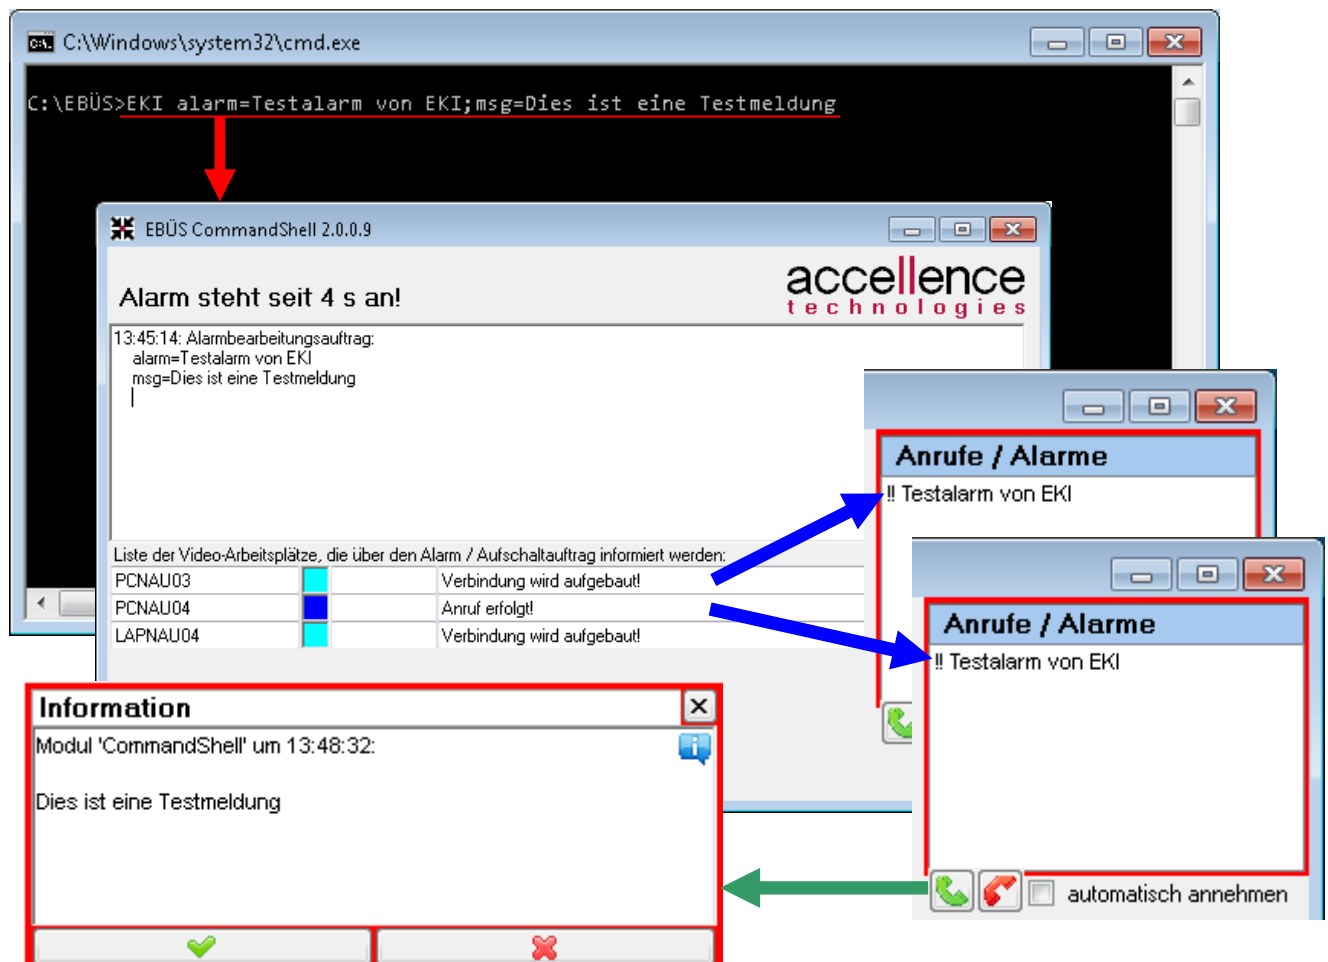 C:\Windows\system32\cmd.exe
C:\EBÜS>EKI alarm=Testalarm von EKI;msg=Dies ist eine Testmeldung
EBÜS CommandShell 2.0.0.9
accellence
technologies
Alarm steht seit 4 s an!
13:45:14: Alarmbearbeitungsauftrag:
alarm=Testalarm von EKI
msg=Dies ist eine Testmeldung
Liste der Video-Arbeitsplätze, die über den Alarm / Aufschaltauftrag informiert werden:
PCNAU03 Verbindung wird aufgebaut!
PCNAU04 Anruf erfolgt!
LAPNAU04 Verbindung wird aufgebaut!
Anrufe / Alarme
!! Testalarm von EKI
Anrufe / Alarme
!! Testalarm von EKI
automatisch annehmen
Information
Modul 'CommandShell' um 13:48:32:
Dies ist eine Testmeldung